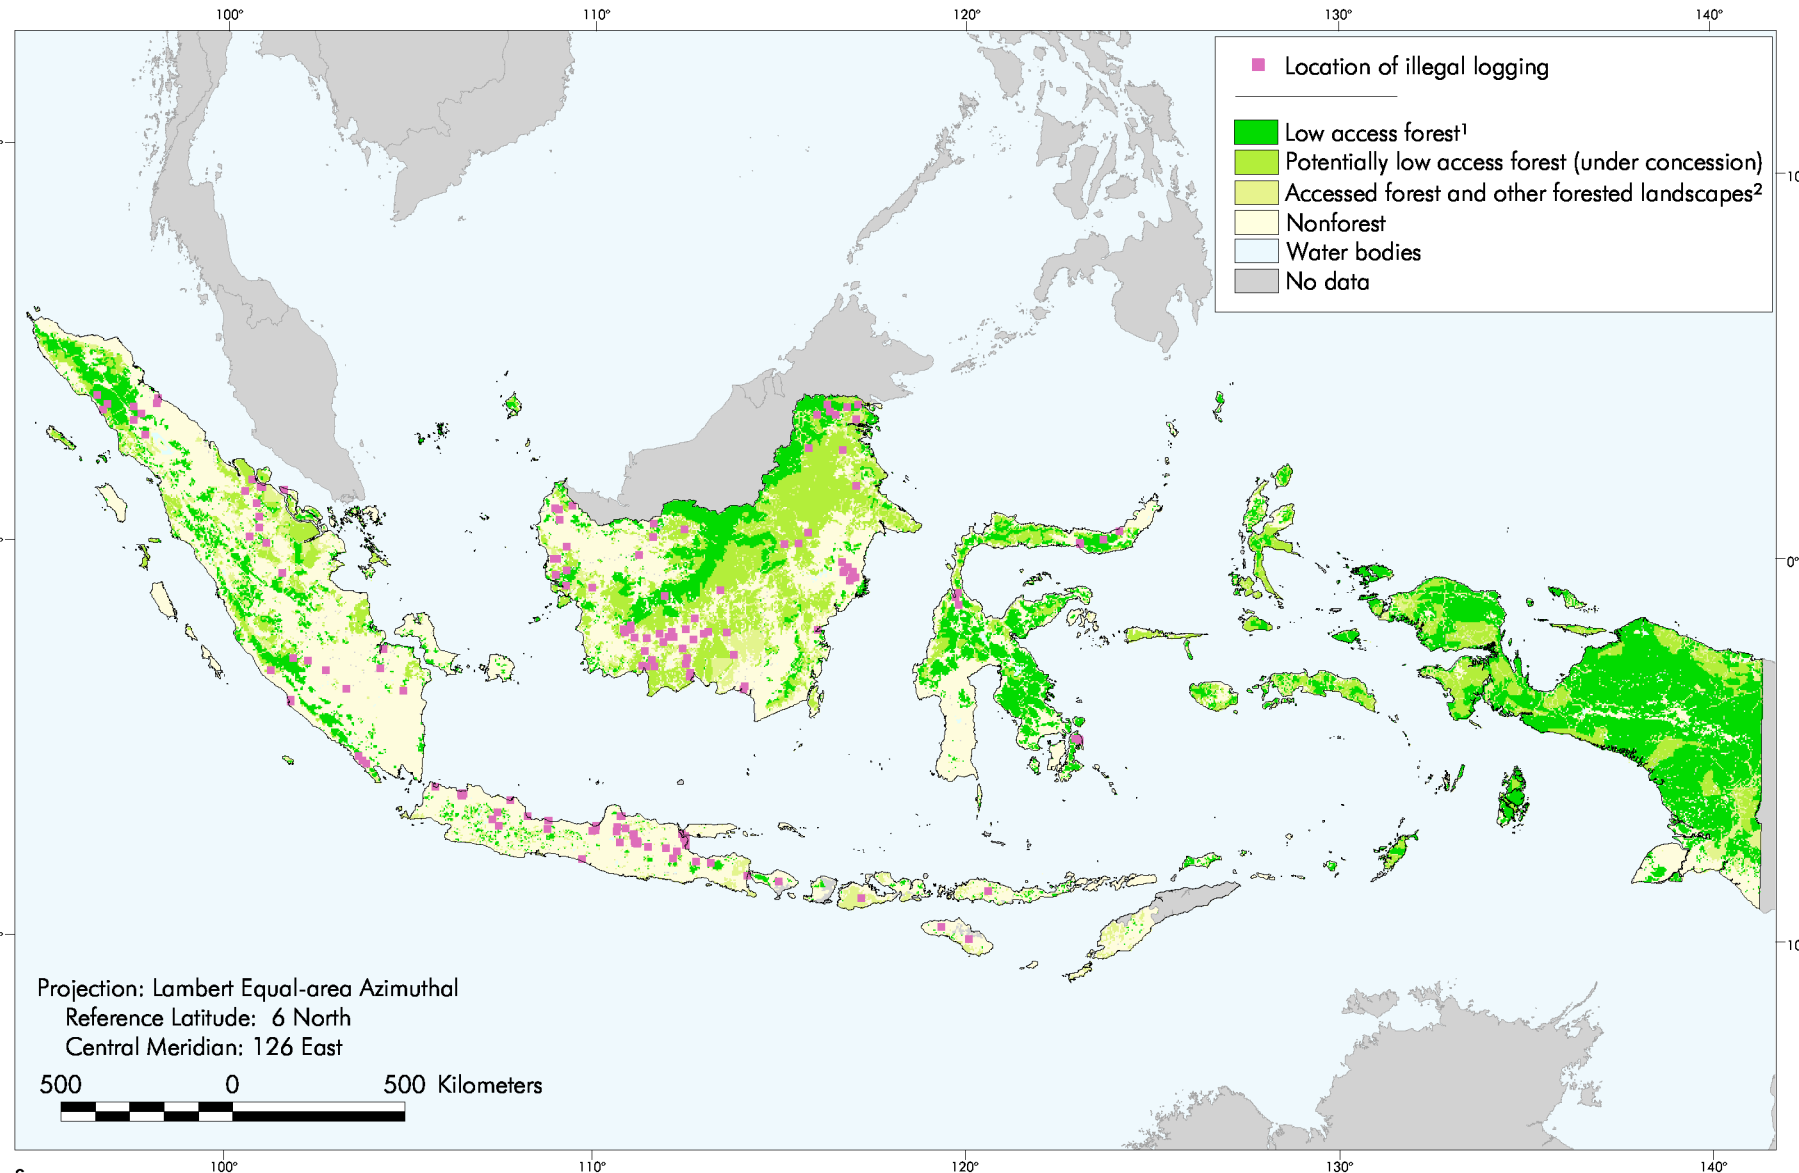 100° 110° 120° 130° 140°
Location of illegal logging
Low access forest¹
Potentially low access forest (under concession)
Accessed forest and other forested landscapes²
Nonforest
Water bodies
No data
10
0°
10
Projection: Lambert Equal-area Azimuthal
Reference Latitude: 6 North
Central Meridian: 126 East
500 0 500 Kilometers
100° 110° 120° 130° 140°